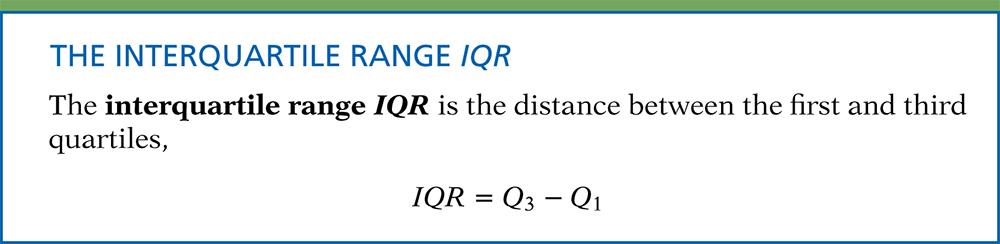 THE INTERQUARTILE RANGE IQR
The interquartile range IQR is the distance between the first and third
quartiles,
IQR = Q₃ − Q₁